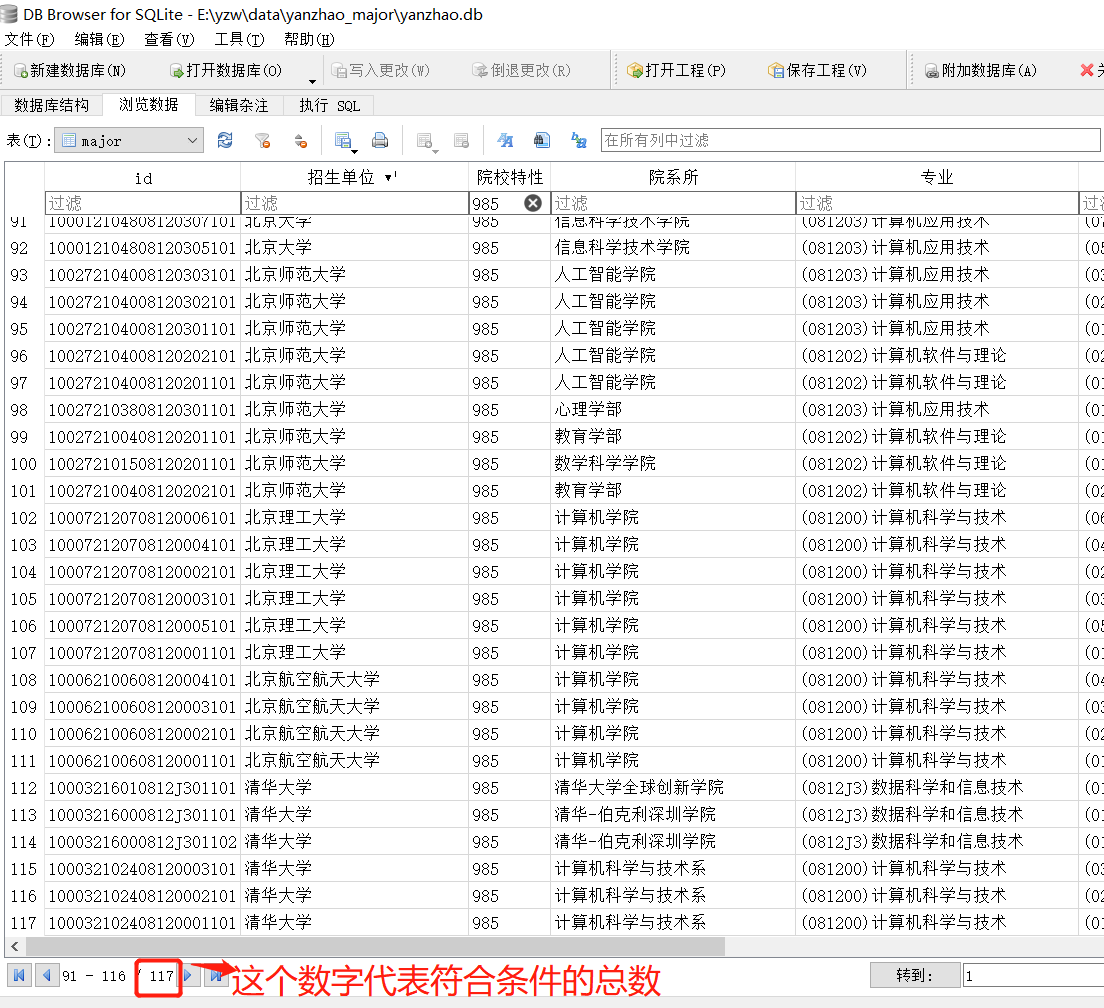 DB Browser for SQLite - E:\yzw\data\yanzhao_major\yanzhao.db
文件(F) 编辑(E) 查看(V) 工具(T) 帮助(H)
新建数据库(N) 打开数据库(O) 写入更改(W) 倒退更改(R) 打开工程(P) 保存工程(V) 附加数据库(A)
数据库结构 浏览数据 编辑杂注 执行 SQL
表(T): major 在所有列中过滤
id 招生单位 院校特性 院系所 专业
过滤 过滤 985 过滤 过滤
91 100012104808120307101 北京大学 985 信息科学技术学院 (081203)计算机应用技术
92 100012104808120305101 北京大学 985 信息科学技术学院 (081203)计算机应用技术 (05
93 100272104008120303101 北京师范大学 985 人工智能学院 (081203)计算机应用技术 (03
94 100272104008120302101 北京师范大学 985 人工智能学院 (081203)计算机应用技术 (02
95 100272104008120301101 北京师范大学 985 人工智能学院 (081203)计算机应用技术 (01
96 100272104008120202101 北京师范大学 985 人工智能学院 (081202)计算机软件与理论 (02
97 100272104008120201101 北京师范大学 985 人工智能学院 (081202)计算机软件与理论 (01
98 100272103808120301101 北京师范大学 985 心理学部 (081203)计算机应用技术 (01
99 100272100408120201101 北京师范大学 985 教育学部 (081202)计算机软件与理论 (01
100 100272101508120201101 北京师范大学 985 数学科学学院 (081202)计算机软件与理论 (01
101 100272100408120202101 北京师范大学 985 教育学部 (081202)计算机软件与理论 (02
102 100072120708120006101 北京理工大学 985 计算机学院 (081200)计算机科学与技术 (06
103 100072120708120004101 北京理工大学 985 计算机学院 (081200)计算机科学与技术 (04
104 100072120708120002101 北京理工大学 985 计算机学院 (081200)计算机科学与技术 (02
105 100072120708120003101 北京理工大学 985 计算机学院 (081200)计算机科学与技术 (03
106 100072120708120005101 北京理工大学 985 计算机学院 (081200)计算机科学与技术 (05
107 100072120708120001101 北京理工大学 985 计算机学院 (081200)计算机科学与技术 (01
108 100062100608120004101 北京航空航天大学 985 计算机学院 (081200)计算机科学与技术 (04
109 100062100608120003101 北京航空航天大学 985 计算机学院 (081200)计算机科学与技术 (03
110 100062100608120002101 北京航空航天大学 985 计算机学院 (081200)计算机科学与技术 (02
111 100062100608120001101 北京航空航天大学 985 计算机学院 (081200)计算机科学与技术 (01
112 10003216010812J301101 清华大学 985 清华大学全球创新学院 (0812J3)数据科学和信息技术 (01
113 10003216000812J301101 清华大学 985 清华-伯克利深圳学院 (0812J3)数据科学和信息技术 (01
114 10003216000812J301102 清华大学 985 清华-伯克利深圳学院 (0812J3)数据科学和信息技术 (01
115 100032102408120003101 清华大学 985 计算机科学与技术系 (081200)计算机科学与技术 (03
116 100032102408120002101 清华大学 985 计算机科学与技术系 (081200)计算机科学与技术 (02
117 100032102408120001101 清华大学 985 计算机科学与技术系 (081200)计算机科学与技术 (01
91 - 116 / 117 这个数字代表符合条件的总数 转到: 1